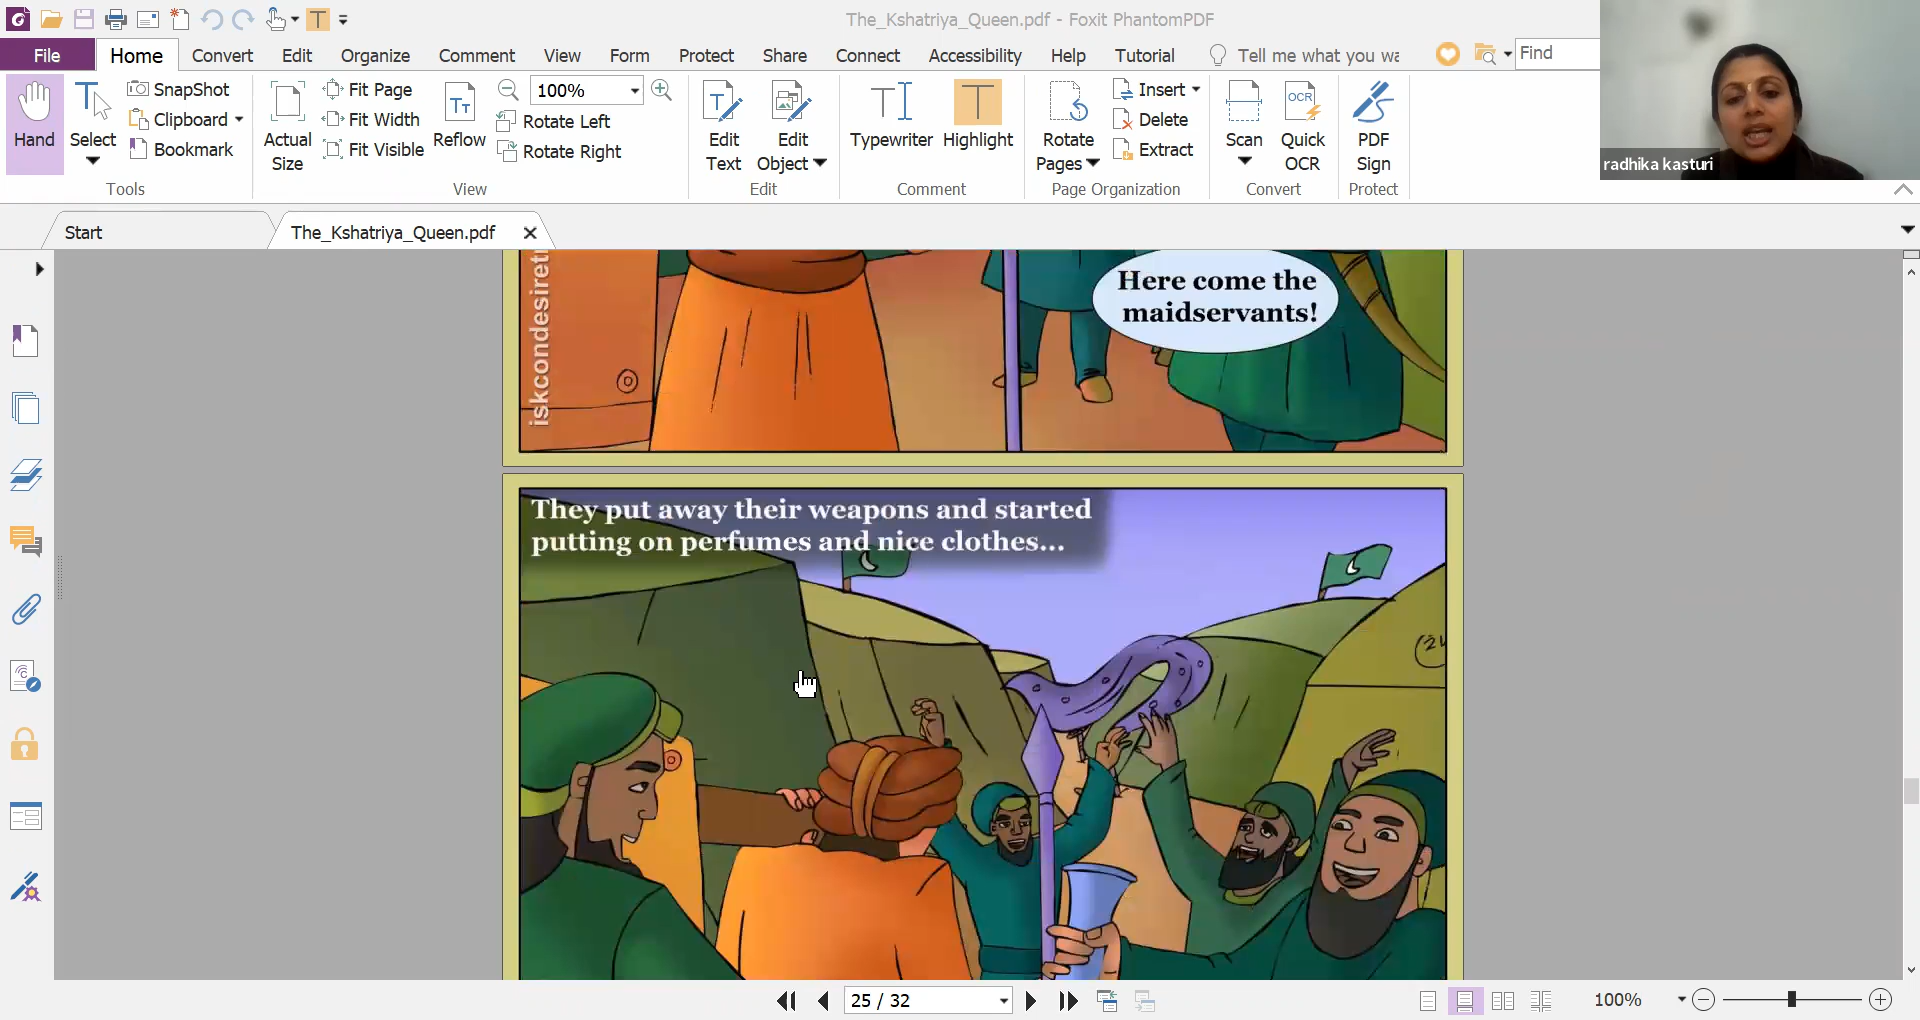 The_Kshatriya_Queen.pdf - Foxit PhantomPDF
File
Home
Convert
Edit
Organize
Comment
View
Form
Protect
Share
Connect
Accessibility
Help
Tutorial
Tell me what you wa
Find
Hand
Select
SnapShot
Clipboard
Bookmark
Tools
Actual
Size
Fit Page
Fit Width
Fit Visible
Reflow
100%
Rotate Left
Rotate Right
View
Edit
Text
Edit
Object
Edit
Typewriter
Highlight
Comment
Rotate
Pages
Insert
Delete
Extract
Page Organization
Scan
Quick
OCR
Convert
PDF
Sign
Protect
radhika kasturi
Start
The_Kshatriya_Queen.pdf
iskcondesiretr
Here come the
maidservants!
They put away their weapons and started
putting on perfumes and nice clothes...
25 / 32
100%